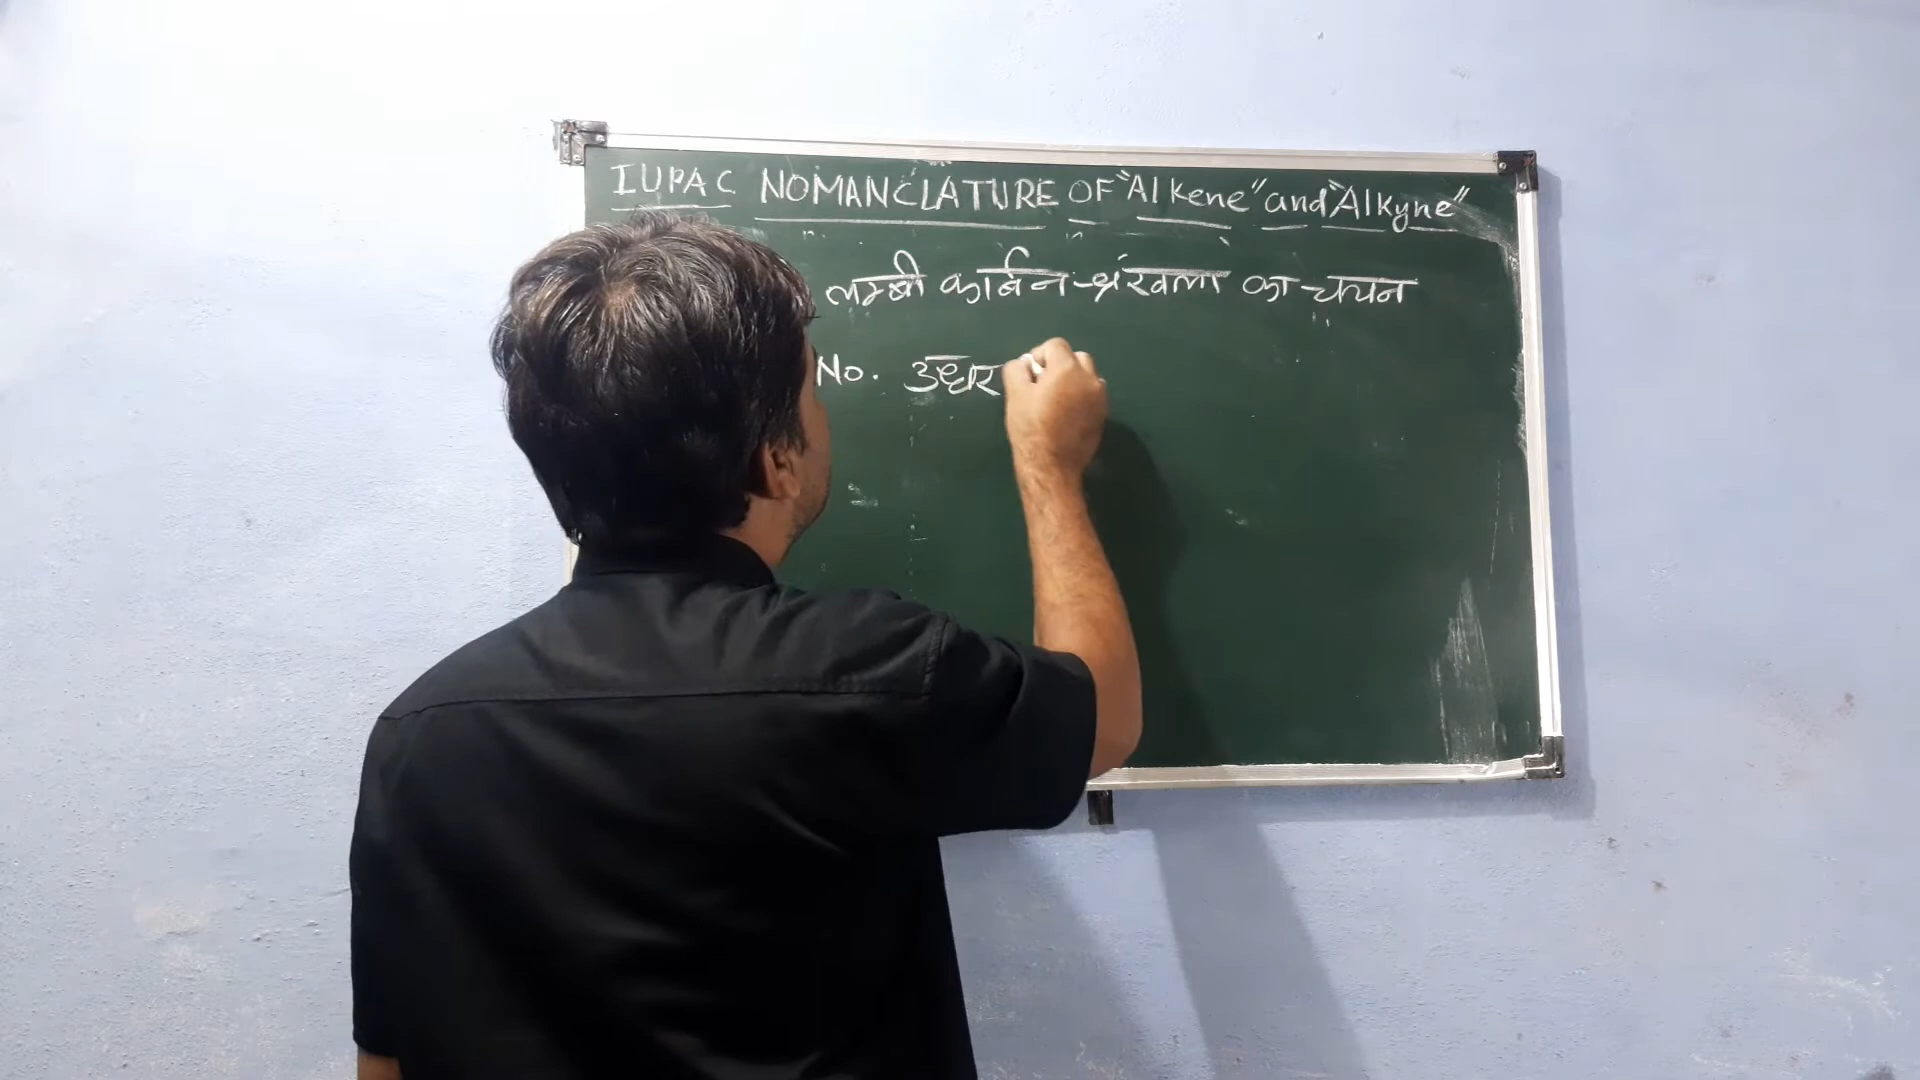 IUPAC NOMANCLATURE OF "Alkene" and "Alkyne"
लम्बी कार्बन-श्रंखला का चयन
No. उधर